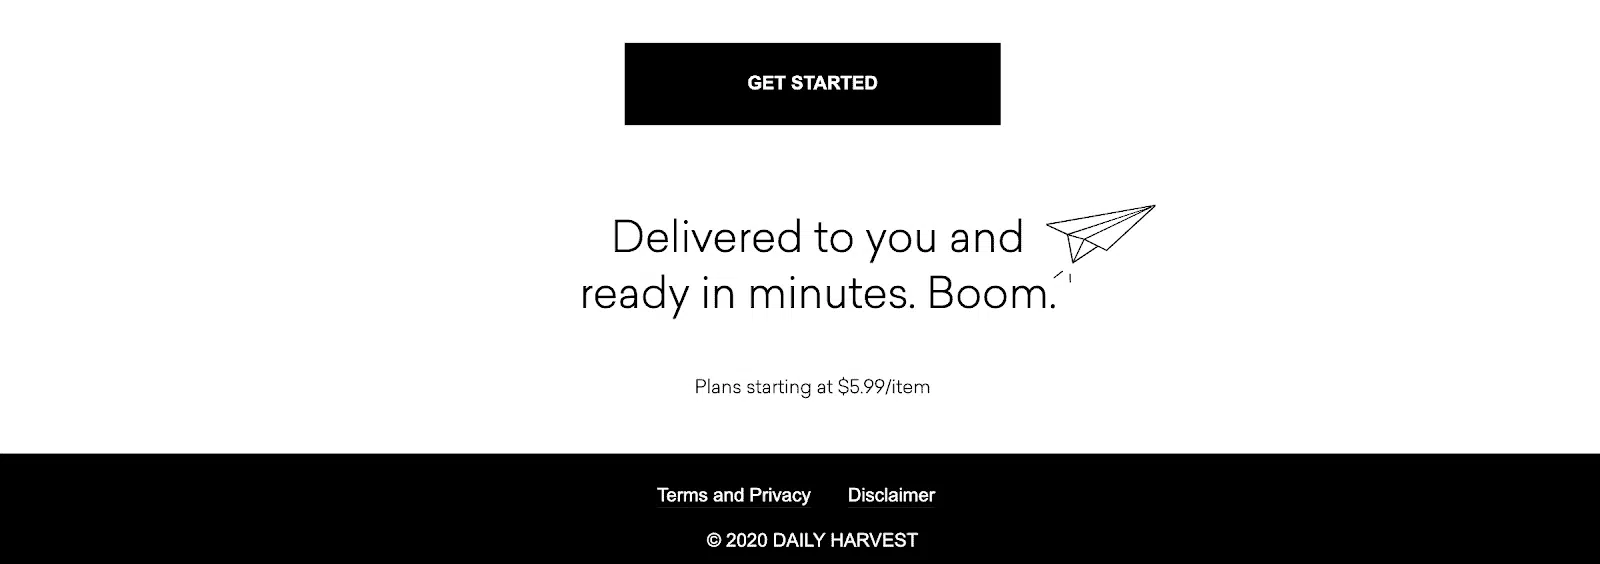 GET STARTED
Delivered to you and
ready in minutes. Boom.
Plans starting at $5.99/item
Terms and Privacy Disclaimer
© 2020 DAILY HARVEST